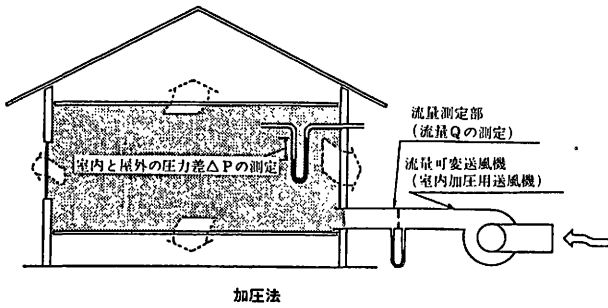 流量測定部
(流量Qの測定)
流量可変送風機
(室内加圧用送風機)
室内と屋外の圧力差△Pの測定
加圧法